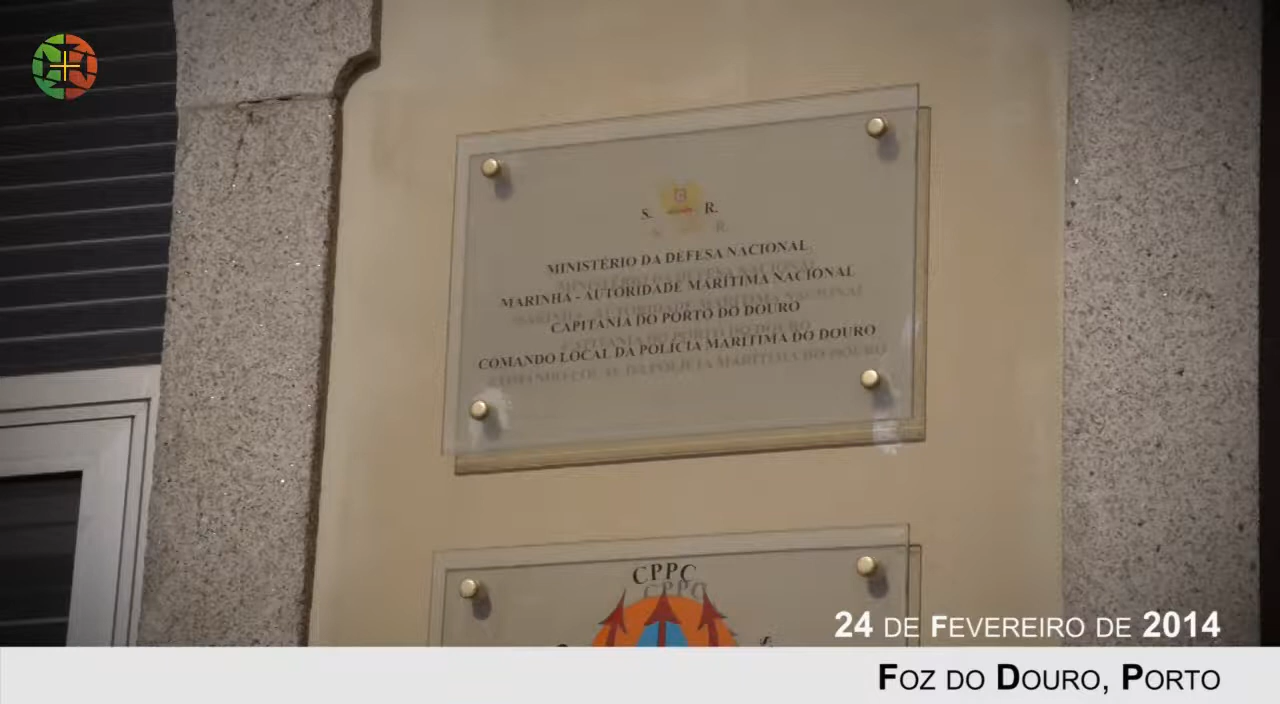 S. R.
MINISTÉRIO DA DEFESA NACIONAL
MARINHA - AUTORIDADE MARÍTIMA NACIONAL
CAPITANIA DO PORTO DO DOURO
COMANDO LOCAL DA POLÍCIA MARÍTIMA DO DOURO
CPPC
24 DE FEVEREIRO DE 2014
FOZ DO DOURO, PORTO